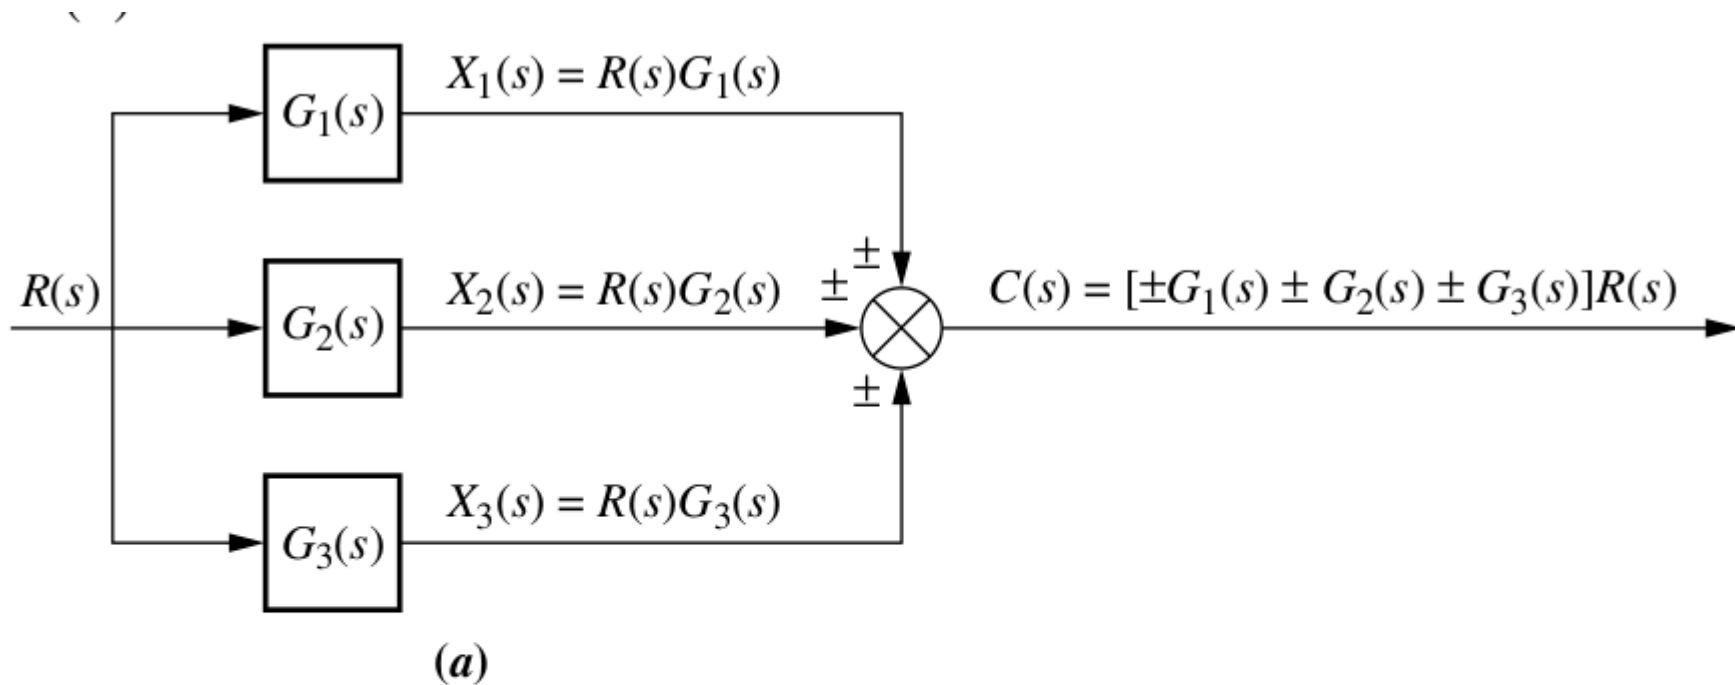 G₁(s)
X₁(s) = R(s)G₁(s)
R(s)
G₂(s)
X₂(s) = R(s)G₂(s)
±
±
±
C(s) = [±G₁(s) ± G₂(s) ± G₃(s)]R(s)
G₃(s)
X₃(s) = R(s)G₃(s)
(a)